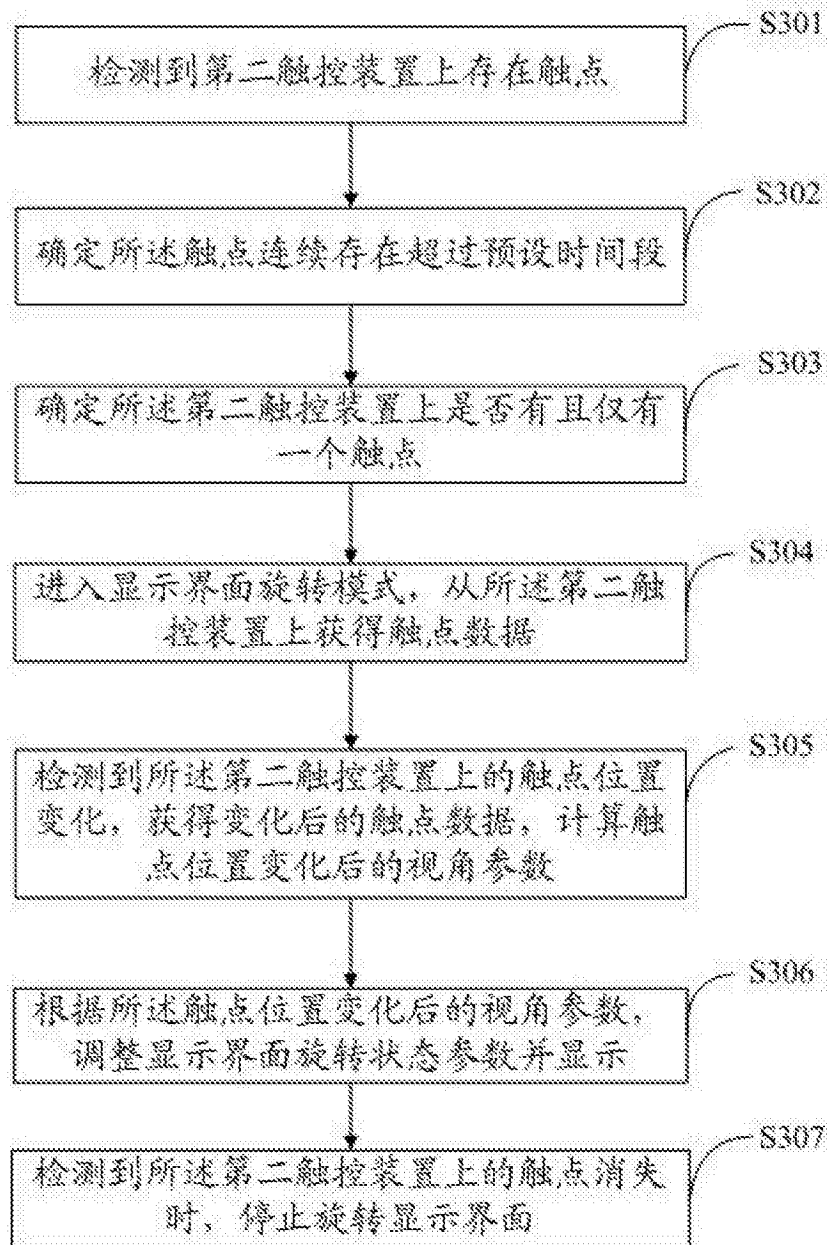 S301
检测到第二触控装置上存在触点
S302
确定所述触点连续存在超过预设时间段
S303
确定所述第二触控装置上是否有且仅有
一个触点
S304
进入显示界面旋转模式，从所述第二触
控装置上获得触点数据
S305
检测到所述第二触控装置上的触点位置
变化，获得变化后的触点数据，计算触
点位置变化后的视角参数
S306
根据所述触点位置变化后的视角参数，
调整显示界面旋转状态参数并显示
S307
检测到所述第二触控装置上的触点消失
时，停止旋转显示界面